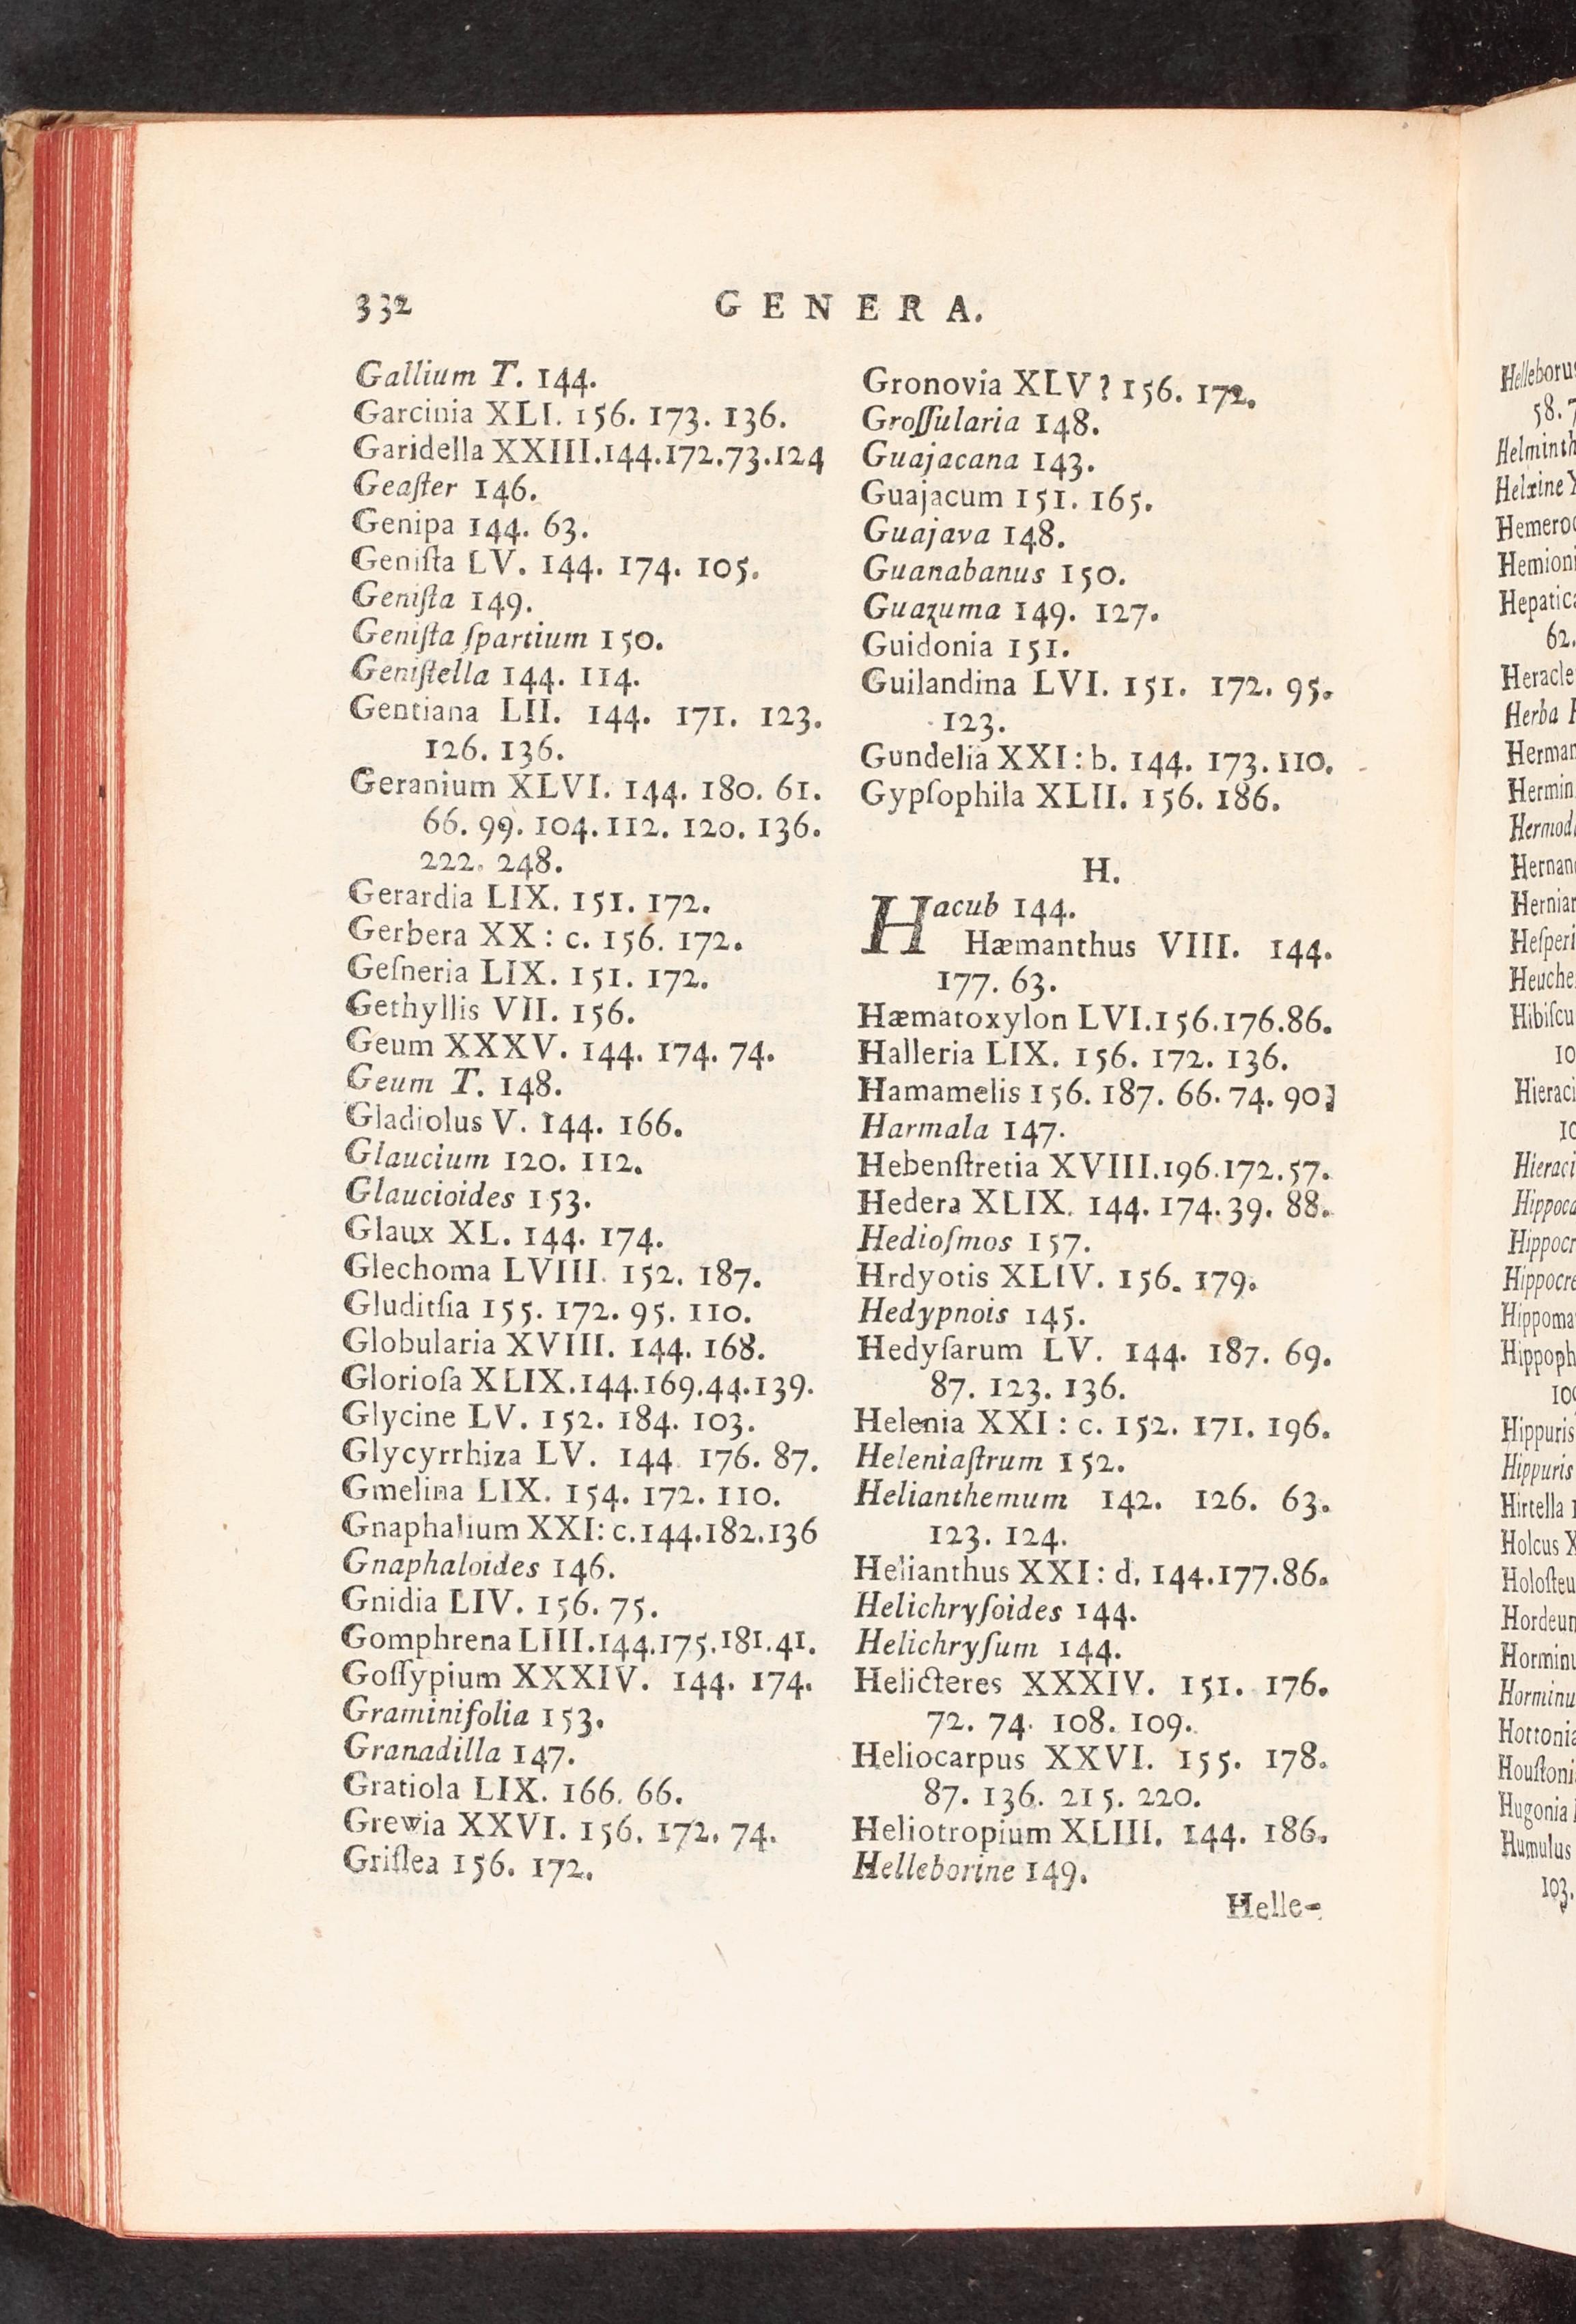 332
GENERA.
Gallium T. 144.
Garcinia XLI. 156. 173. 136.
Garidella XXIII.144.172.73.124
Geaſter 146.
Genipa 144. 63.
Geniſta LV. 144. 174. 105.
Geniſta 149.
Geniſta ſpartium 150.
Geniſtella 144. 114.
Gentiana LII. 144. 171. 123.
126. 136.
Geranium XLVI. 144. 180. 61.
66. 99. 104. 112. 120. 136.
222. 248.
Gerardia LIX. 151. 172.
Gerbera XX : c. 156. 172.
Geſneria LIX. 151. 172.
Gethyllis VII. 156.
Geum XXXV. 144. 174. 74.
Geum T. 148.
Gladiolus V. 144. 166.
Glaucium 120. 112.
Glaucioides 153.
Glaux XL. 144. 174.
Glechoma LVIII. 152. 187.
Gluditſia 155. 172. 95. 110.
Globularia XVIII. 144. 168.
Glorioſa XLIX.144.169.44.139.
Glycine LV. 152. 184. 103.
Glycyrrhiza LV. 144. 176. 87.
Gmelina LIX. 154. 172. 110.
Gnaphalium XXI: c.144.182.136
Gnaphaloides 146.
Gnidia LIV. 156. 75.
Gomphrena LIII.144.175.181.41.
Goſſypium XXXIV. 144. 174.
Graminifolia 153.
Granadilla 147.
Gratiola LIX. 166. 66.
Grewia XXVI. 156. 172. 74.
Griſlea 156. 172.
Gronovia XLV ? 156. 172.
Groſſularia 148.
Guajacana 143.
Guajacum 151. 165.
Guajava 148.
Guanabanus 150.
Guazuma 149. 127.
Guidonia 151.
Guilandina LVI. 151. 172. 95.
123.
Gundelia XXI : b. 144. 173. 110.
Gypſophila XLII. 156. 186.
H.
Hacub 144.
Hæmanthus VIII. 144.
177. 63.
Hæmatoxylon LVI.156.176.86.
Halleria LIX. 156. 172. 136.
Hamamelis 156. 187. 66. 74. 90.
Harmala 147.
Hebenſtretia XVIII.196.172.57.
Hedera XLIX. 144. 174. 39. 88.
Hedioſmos 157.
Hrdyotis XLIV. 156. 179.
Hedypnois 145.
Hedyſarum LV. 144. 187. 69.
87. 123. 136.
Helenia XXI : c. 152. 171. 196.
Heleniaſtrum 152.
Helianthemum 142. 126. 63.
123. 124.
Helianthus XXI : d. 144.177.86.
Helichryſoides 144.
Helichryſum 144.
Helicteres XXXIV. 151. 176.
72. 74. 108. 109.
Heliocarpus XXVI. 155. 178.
87. 136. 215. 220.
Heliotropium XLIII. 144. 186.
Helleborine 149.
Helle-